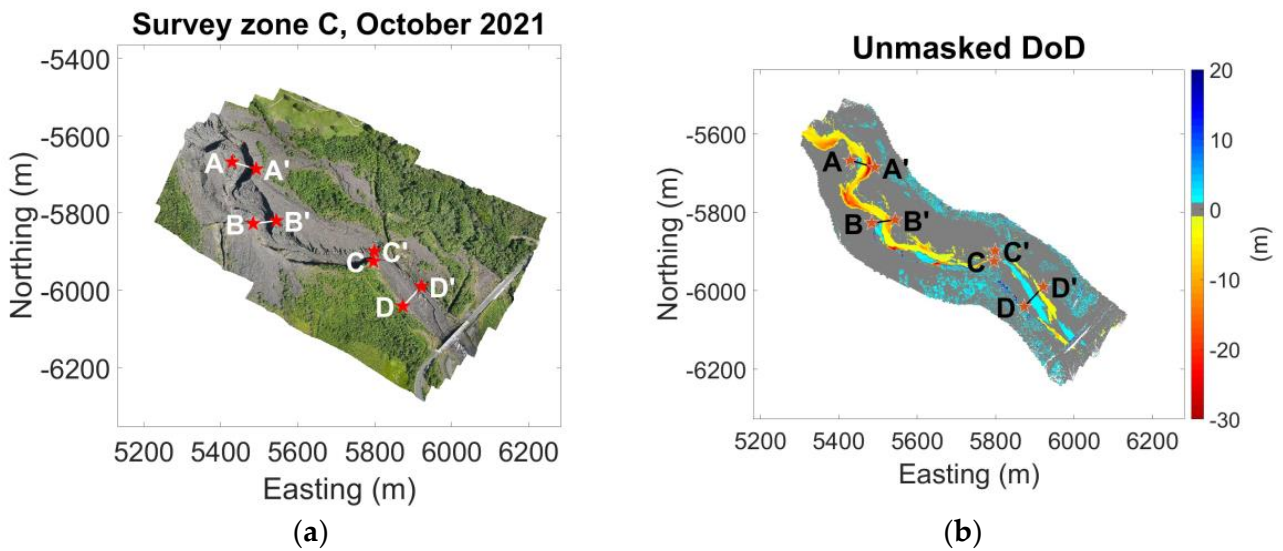 Survey zone C, October 2021
-5400
-5600
-5800
-6000
-6200
Northing (m)
A A'
B B'
C C'
D D'
5200 5400 5600 5800 6000 6200
Easting (m)
(a)
Unmasked DoD
-5600
-5800
-6000
-6200
Northing (m)
A A'
B B'
C C'
D D'
5200 5400 5600 5800 6000 6200
Easting (m)
20
10
0
-10
-20
-30
(m)
(b)